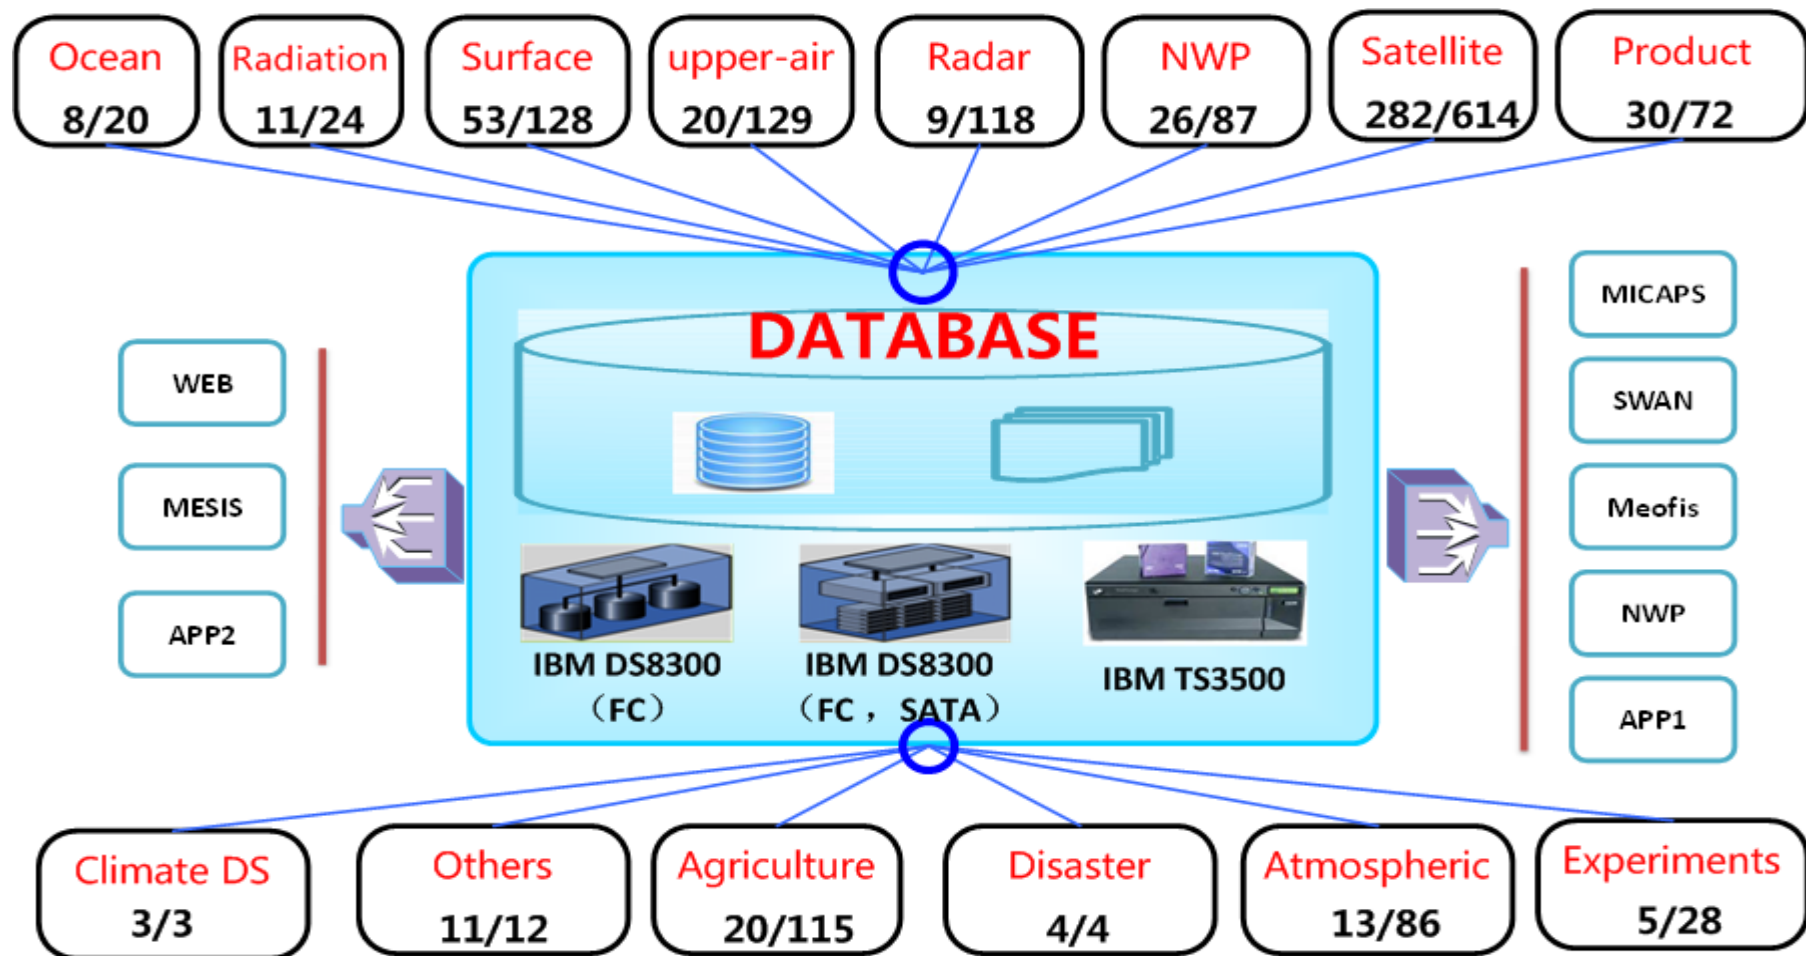 Ocean
8/20
Radiation
11/24
Surface
53/128
upper-air
20/129
Radar
9/118
NWP
26/87
Satellite
282/614
Product
30/72
DATABASE
WEB
MESIS
APP2
IBM DS8300
（FC）
IBM DS8300
（FC ，SATA）
IBM TS3500
MICAPS
SWAN
Meofis
NWP
APP1
Climate DS
3/3
Others
11/12
Agriculture
20/115
Disaster
4/4
Atmospheric
13/86
Experiments
5/28